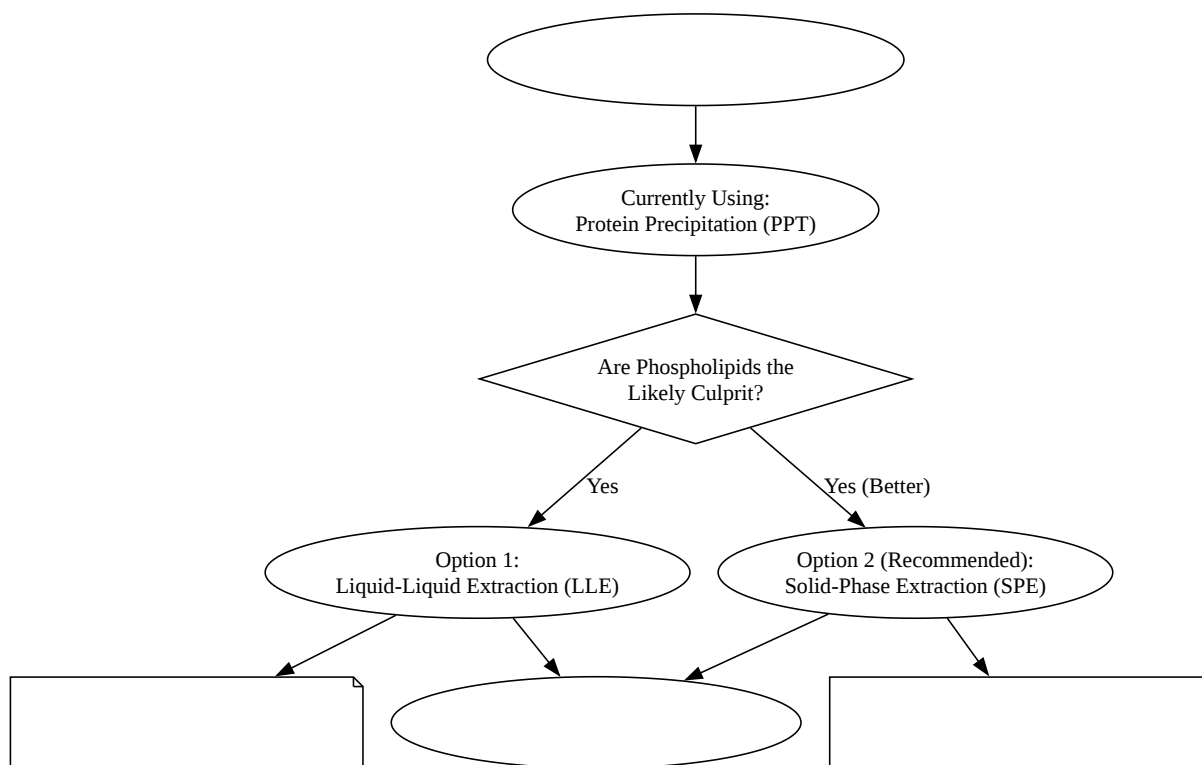 Currently Using:
Protein Precipitation (PPT)
Are Phospholipids the
Likely Culprit?
Yes
Yes (Better)
Option 1:
Liquid-Liquid Extraction (LLE)
Option 2 (Recommended):
Solid-Phase Extraction (SPE)